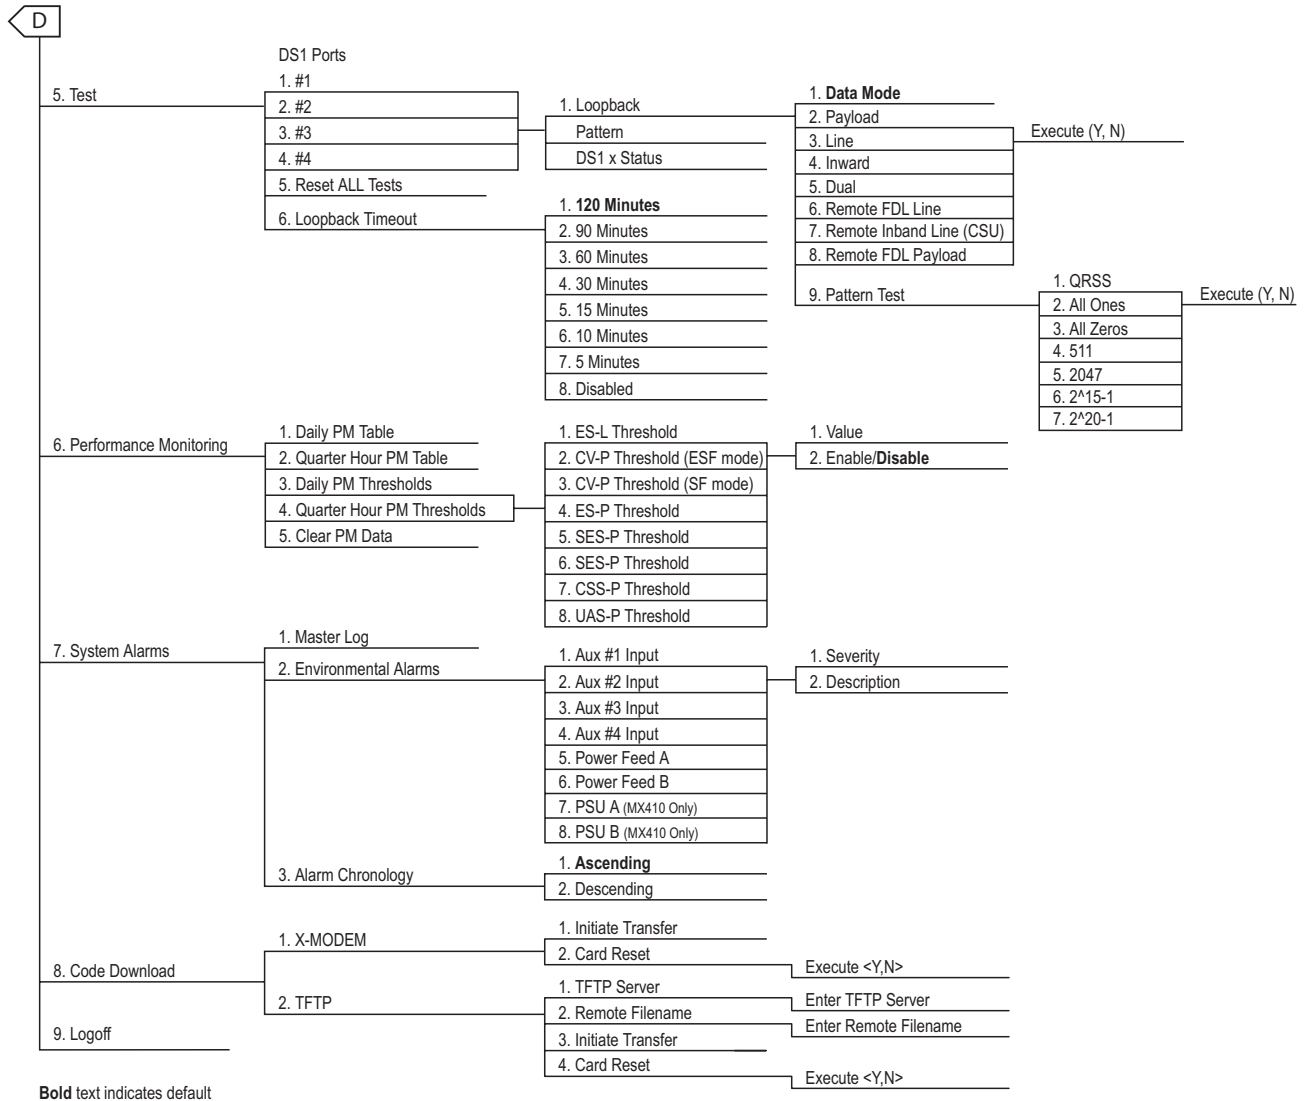 D
5. Test
DS1 Ports
1. #1
2. #2
3. #3
4. #4
5. Reset ALL Tests
6. Loopback Timeout
1. Loopback
Pattern
DS1 x Status
1. Data Mode
2. Payload
3. Line
4. Inward
5. Dual
6. Remote FDL Line
7. Remote Inband Line (CSU)
8. Remote FDL Payload
9. Pattern Test
Execute (Y, N)
1. QRSS
2. All Ones
3. All Zeros
4. 511
5. 2047
6. 2^15-1
7. 2^20-1
Execute (Y, N)
1. 120 Minutes
2. 90 Minutes
3. 60 Minutes
4. 30 Minutes
5. 15 Minutes
6. 10 Minutes
7. 5 Minutes
8. Disabled
6. Performance Monitoring
1. Daily PM Table
2. Quarter Hour PM Table
3. Daily PM Thresholds
4. Quarter Hour PM Thresholds
5. Clear PM Data
1. ES-L Threshold
2. CV-P Threshold (ESF mode)
3. CV-P Threshold (SF mode)
4. ES-P Threshold
5. SES-P Threshold
6. SES-P Threshold
7. CSS-P Threshold
8. UAS-P Threshold
1. Value
2. Enable/Disable
7. System Alarms
1. Master Log
2. Environmental Alarms
1. Aux #1 Input
2. Aux #2 Input
3. Aux #3 Input
4. Aux #4 Input
5. Power Feed A
6. Power Feed B
7. PSU A (MX410 Only)
8. PSU B (MX410 Only)
1. Severity
2. Description
3. Alarm Chronology
1. Ascending
2. Descending
8. Code Download
1. X-MODEM
1. Initiate Transfer
2. Card Reset
Execute <Y,N>
2. TFTP
1. TFTP Server
2. Remote Filename
3. Initiate Transfer
4. Card Reset
Enter TFTP Server
Enter Remote Filename
Execute <Y,N>
9. Logoff
Bold text indicates default